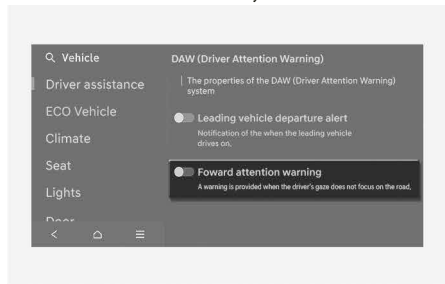 Vehicle
Driver assistance
ECO Vehicle
Climate
Seat
Lights
Door
DAW (Driver Attention Warning)
The properties of the DAW (Driver Attention Warning)
system
Leading vehicle departure alert
Notification of the when the leading vehicle
drives on.
Foward attention warning
A warning is provided when the driver's gaze does not focus on the road.